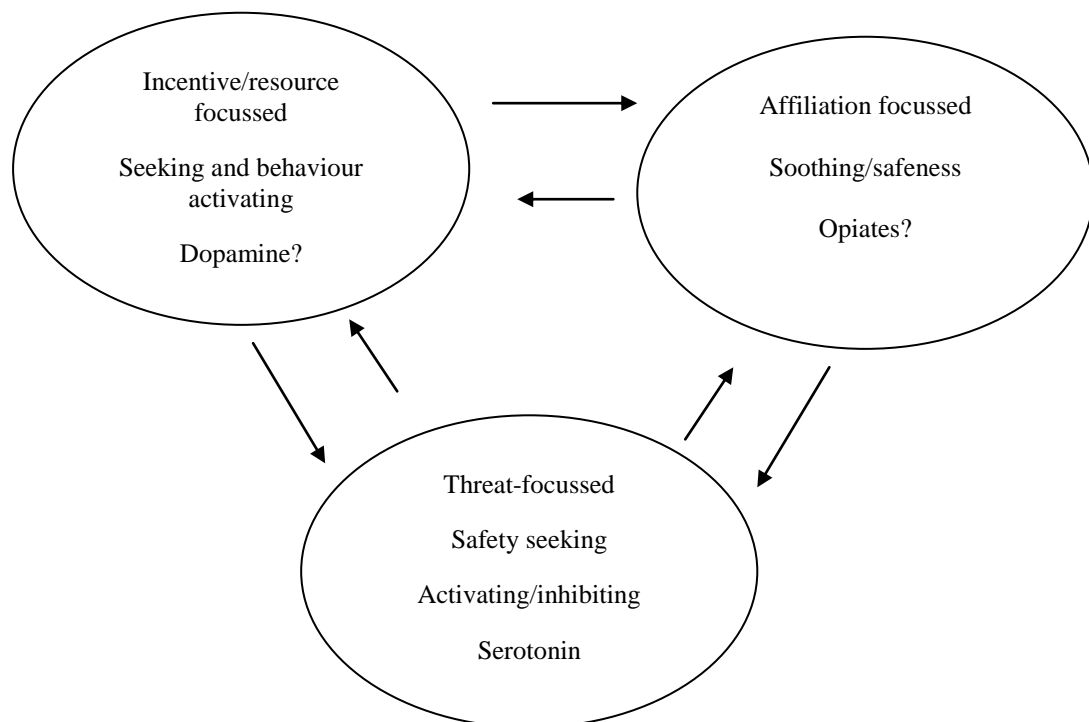 Incentive/resource
focussed
Seeking and behaviour
activating
Dopamine?
Affiliation focussed
Soothing/safeness
Opiates?
Threat-focussed
Safety seeking
Activating/inhibiting
Serotonin